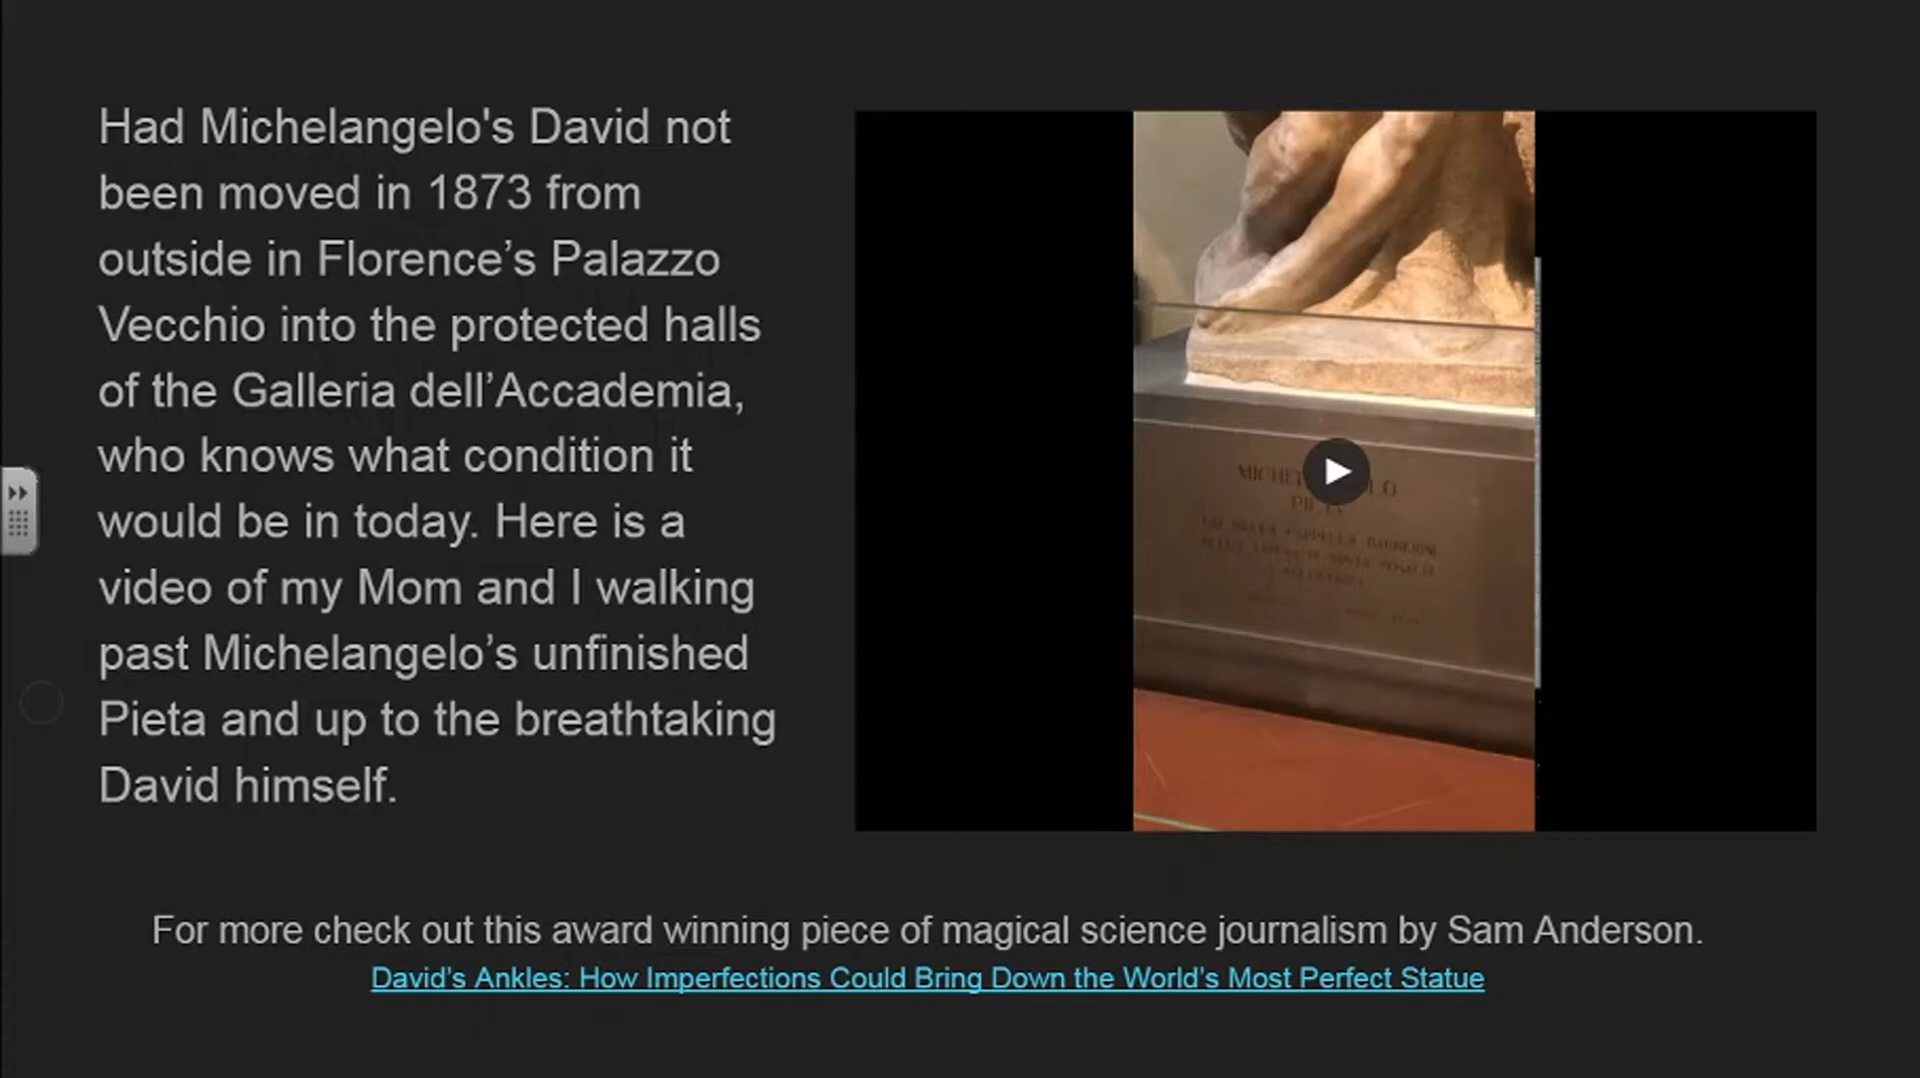 Had Michelangelo's David not
been moved in 1873 from
outside in Florence’s Palazzo
Vecchio into the protected halls
of the Galleria dell’Accademia,
who knows what condition it
would be in today. Here is a
video of my Mom and I walking
past Michelangelo’s unfinished
Pieta and up to the breathtaking
David himself.
For more check out this award winning piece of magical science journalism by Sam Anderson.
David's Ankles: How Imperfections Could Bring Down the World's Most Perfect Statue